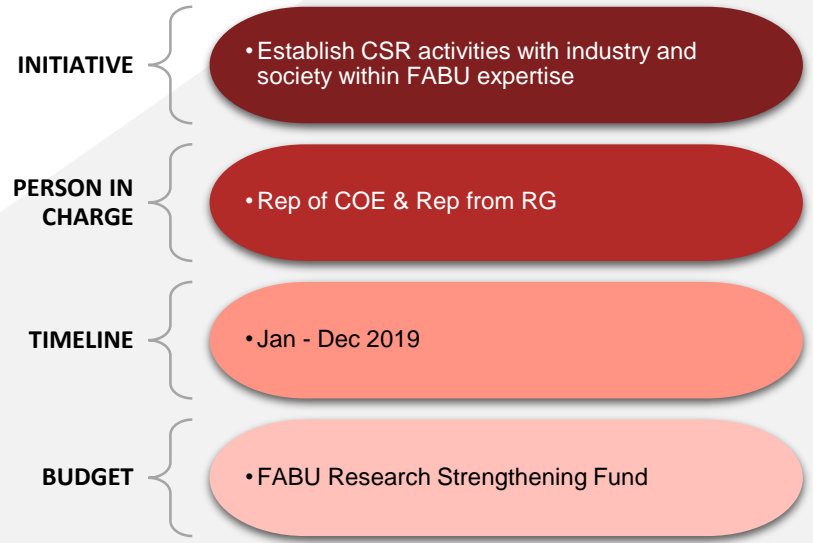 INITIATIVE
• Establish CSR activities with industry and
society within FABU expertise
PERSON IN
CHARGE
• Rep of COE & Rep from RG
TIMELINE
• Jan - Dec 2019
BUDGET
• FABU Research Strengthening Fund